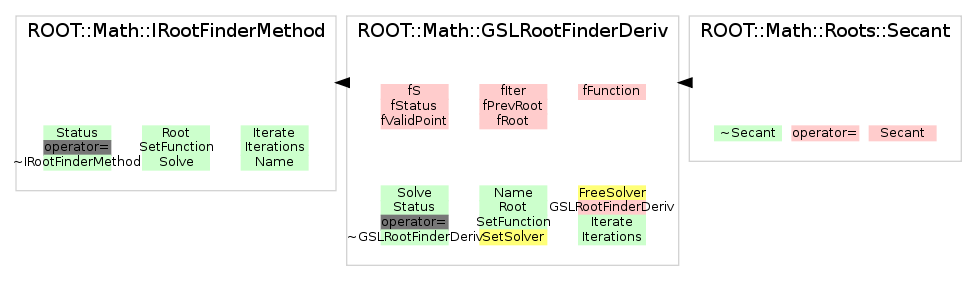 ROOT::Math::IRootFinderMethod
Status
operator=
~IRootFinderMethod
Root
SetFunction
Solve
Iterate
Iterations
Name
ROOT::Math::GSLRootFinderDeriv
fS
fStatus
fValidPoint
fIter
fPrevRoot
fRoot
fFunction
Solve
Status
operator=
~GSLRootFinderDeriv
Name
Root
SetFunction
SetSolver
FreeSolver
GSLRootFinderDeriv
Iterate
Iterations
ROOT::Math::Roots::Secant
~Secant
operator=
Secant